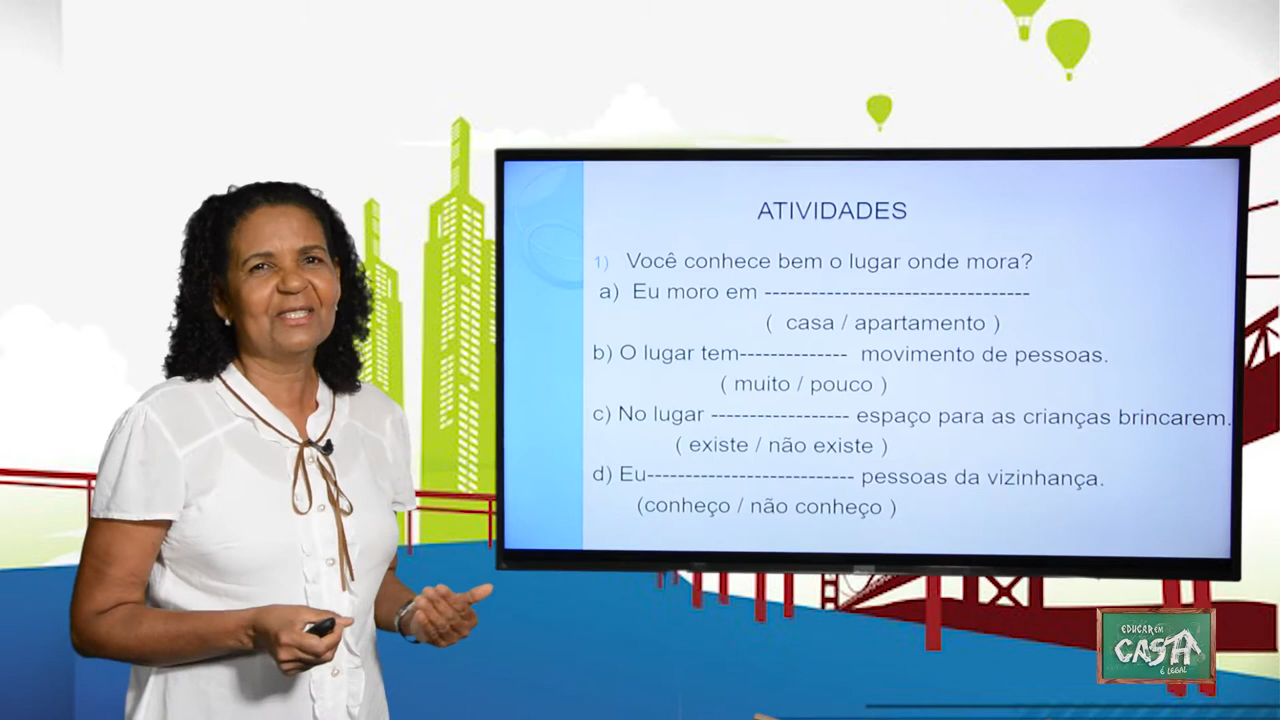 ATIVIDADES
1) Você conhece bem o lugar onde mora?
a) Eu moro em ----------------------------------
( casa / apartamento )
b) O lugar tem-------------- movimento de pessoas.
( muito / pouco )
c) No lugar ------------------ espaço para as crianças brincarem.
( existe / não existe )
d) Eu--------------------------- pessoas da vizinhança.
(conheço / não conheço )
EDUCAR EM
CASA
É LEGAL